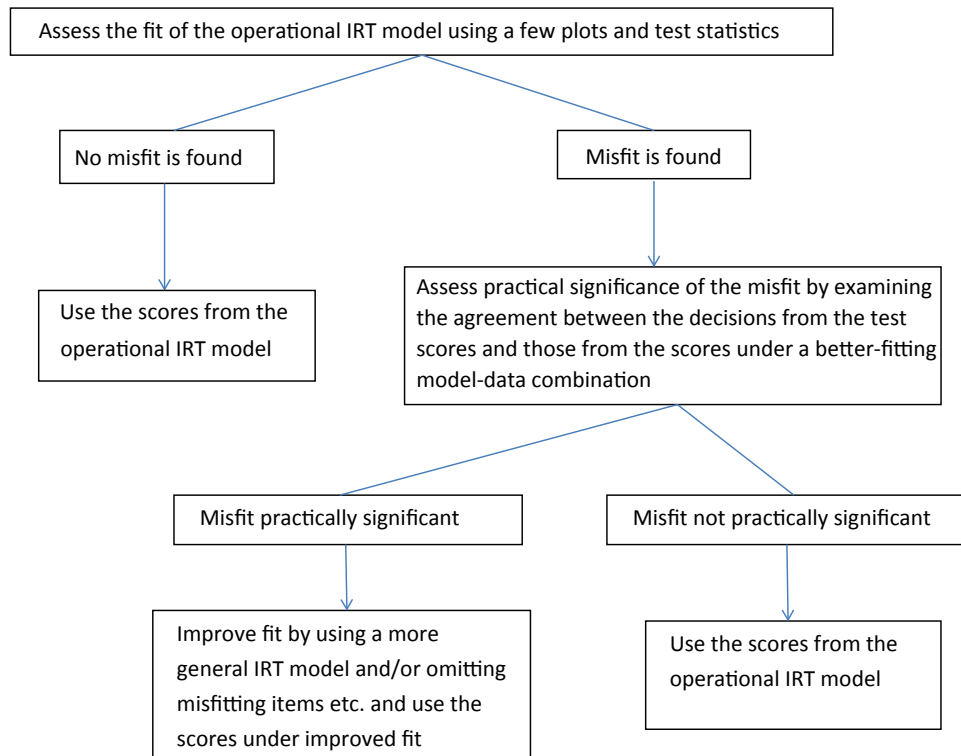 Assess the fit of the operational IRT model using a few plots and test statistics
No misfit is found
Misfit is found
Use the scores from the
operational IRT model
Assess practical significance of the misfit by examining
the agreement between the decisions from the test
scores and those from the scores under a better-fitting
model-data combination
Misfit practically significant
Misfit not practically significant
Improve fit by using a more
general IRT model and/or omitting
misfitting items etc. and use the
scores under improved fit
Use the scores from the
operational IRT model